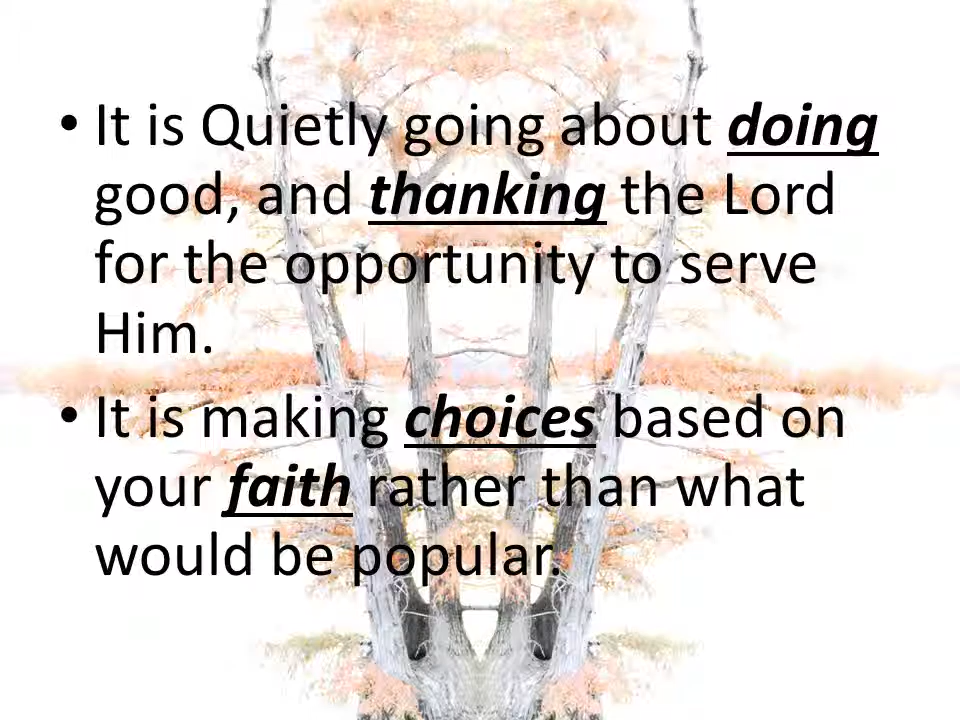 • It is Quietly going about doing
good, and thanking the Lord
for the opportunity to serve
Him.
• It is making choices based on
your faith rather than what
would be popular.